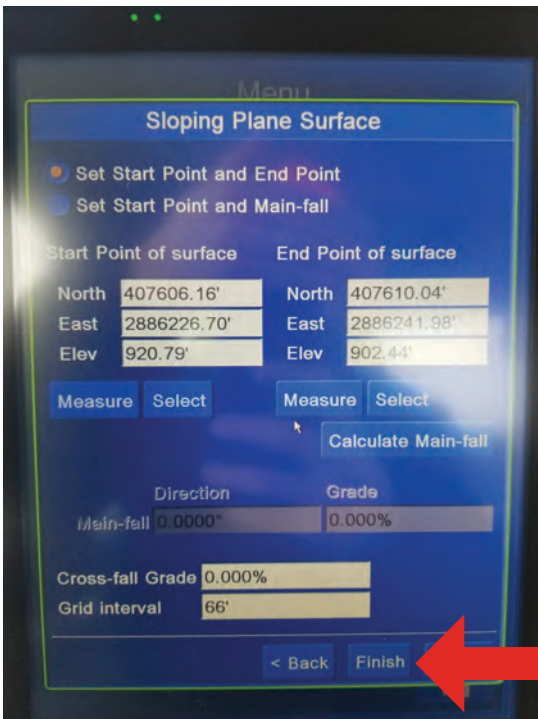 Menu
Sloping Plane Surface
Set Start Point and End Point
Set Start Point and Main-fall
Start Point of surface End Point of surface
North 407606.16' North 407610.04'
East 2886226.70' East 2886241.98'
Elev 920.79' Elev 902.44'
Measure Select Measure Select
Calculate Main-fall
Direction Grade
Main-fall 0.0000° 0.000%
Cross-fall Grade 0.000%
Grid interval 66'
< Back Finish